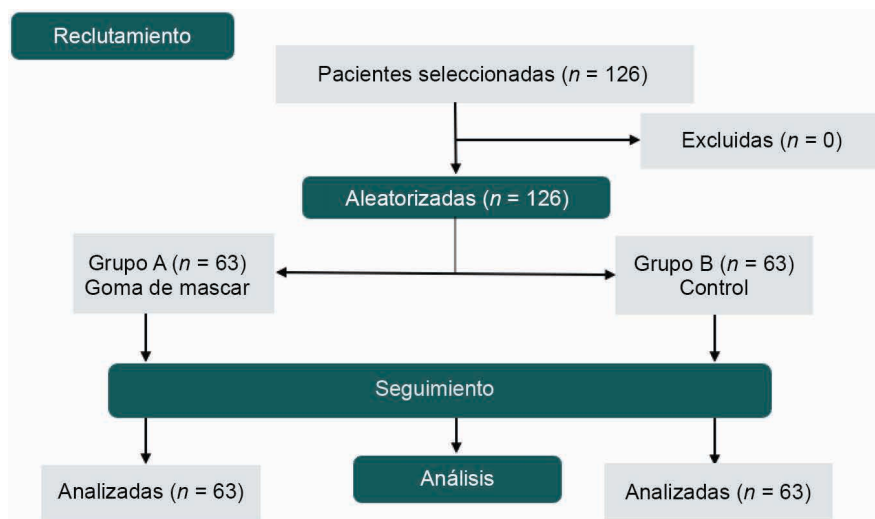 Reclutamiento
Pacientes seleccionadas (n = 126)
Excluidas (n = 0)
Aleatorizadas (n = 126)
Grupo A (n = 63)
Goma de mascar
Grupo B (n = 63)
Control
Seguimiento
Analizadas (n = 63)
Análisis
Analizadas (n = 63)